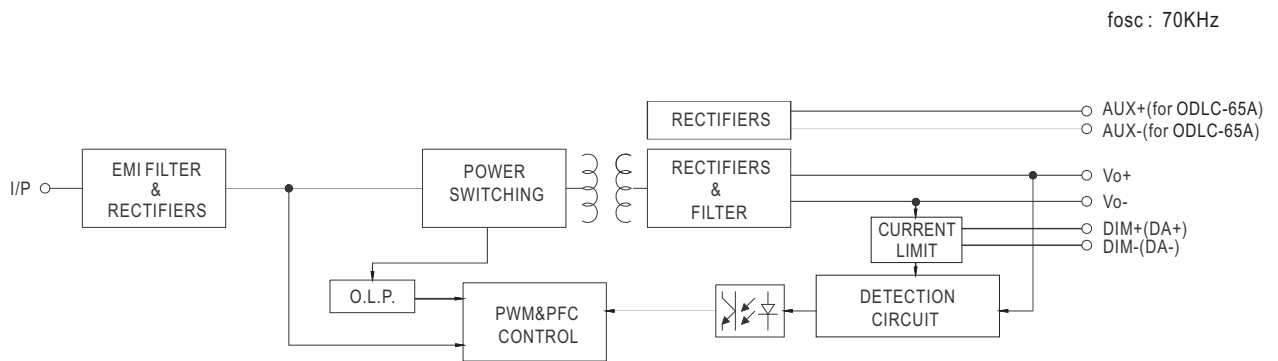 fosc : 70KHz
RECTIFIERS
AUX+(for ODLC-65A)
AUX-(for ODLC-65A)
I/P
EMI FILTER
&
RECTIFIERS
POWER
SWITCHING
RECTIFIERS
&
FILTER
Vo+
Vo-
CURRENT
LIMIT
DIM+(DA+)
DIM-(DA-)
O.L.P.
PWM&PFC
CONTROL
DETECTION
CIRCUIT